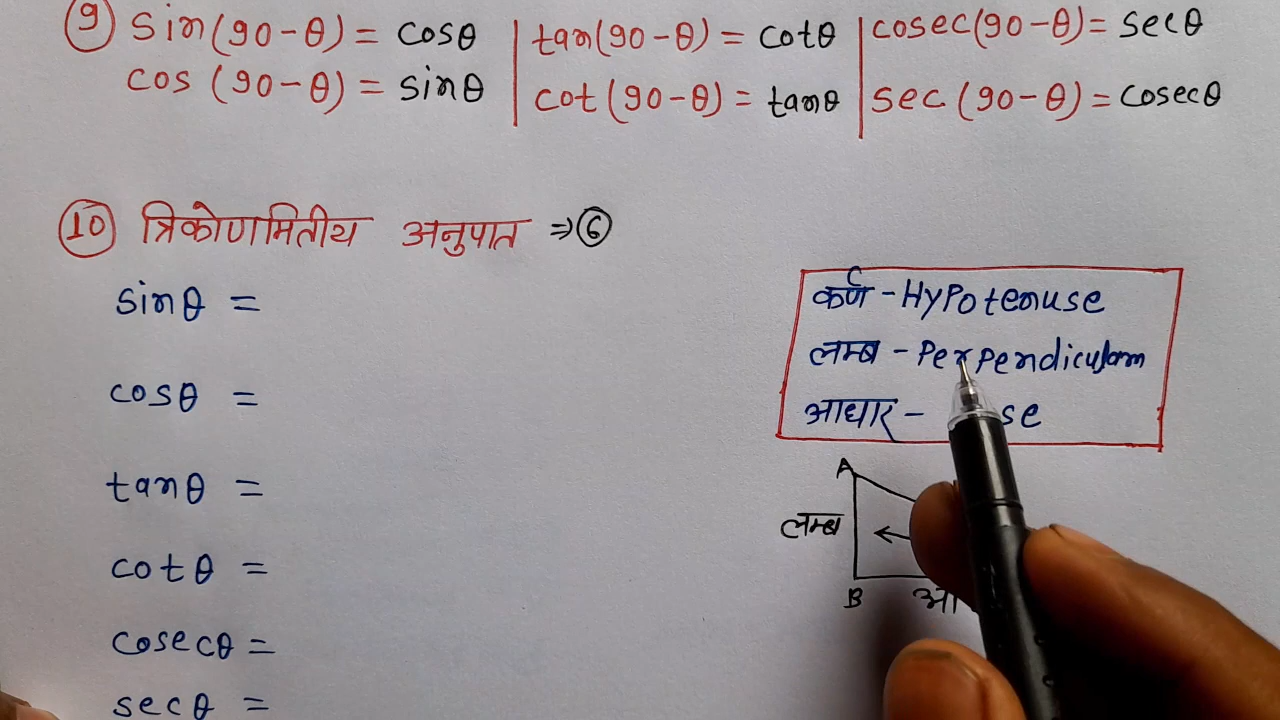 ⑨ sin(90-θ) = cosθ | tan(90-θ) = cotθ | cosec(90-θ) = secθ
cos (90-θ) = sinθ | cot (90-θ) = tanθ | sec (90-θ) = cosecθ
⑩ त्रिकोणमितीय अनुपात ⇒ ⑥
sinθ =
cosθ =
tanθ =
cotθ =
cosecθ =
secθ =
कर्ण - Hypotenuse
लम्ब - Perpendicular
आधार - se
A
लम्ब ←
B